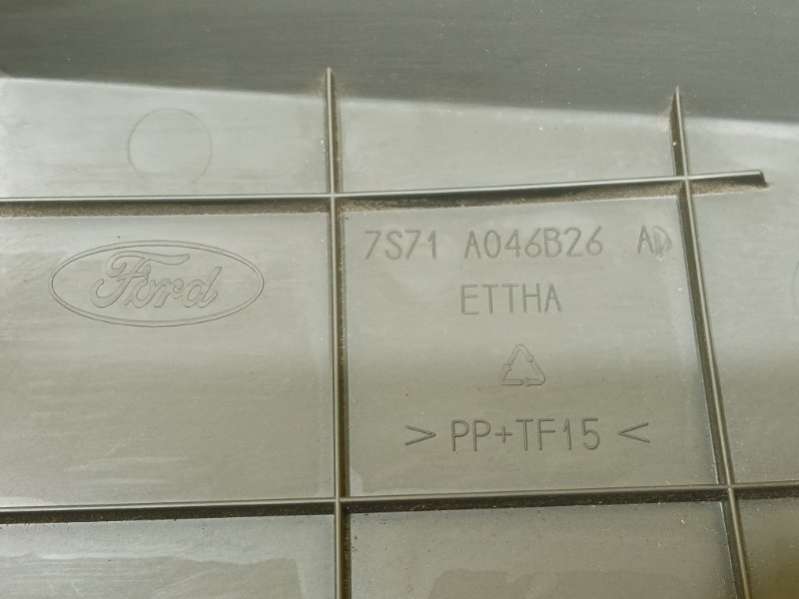 Ford
7S71 A046B26 AD
ETTHA
> PP+TF15 <